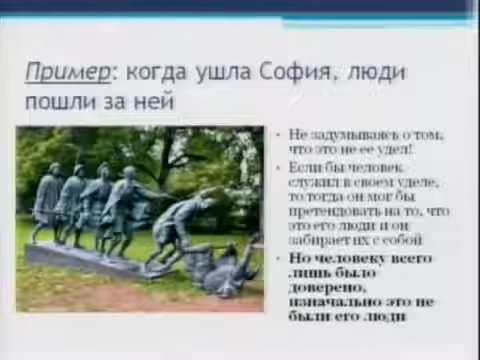 Пример: когда ушла София, люди
пошли за ней
Не задумываясь о том,
что это не ее удел!
Если бы человек
служил в своем уделе,
то тогда он мог бы
претендовать на то, что
это его люди и он
забирает их с собой
Но человеку всего
лишь было
доверено,
изначально это не
были его люди